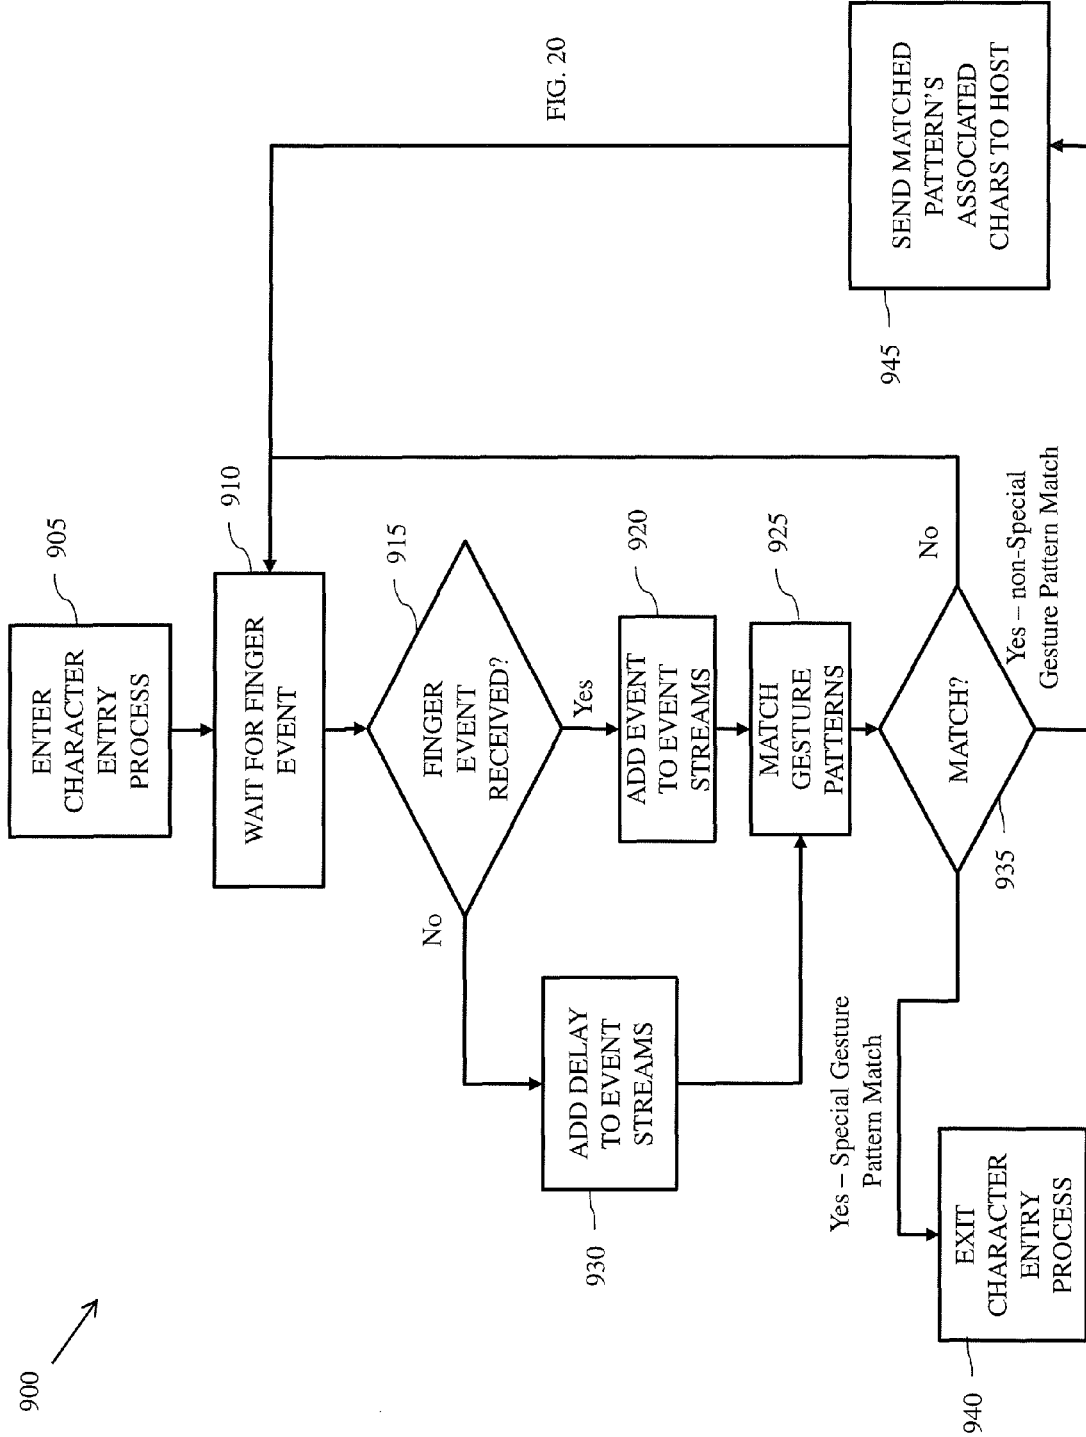 900
ENTER
CHARACTER
ENTRY
PROCESS
905
WAIT FOR FINGER
EVENT
910
FINGER
EVENT
RECEIVED?
915
No
Yes
ADD EVENT
TO EVENT
STREAMS
920
ADD DELAY
TO EVENT
STREAMS
930
MATCH
GESTURE
PATTERNS
925
MATCH?
935
No
Yes – Special Gesture
Pattern Match
Yes – non-Special
Gesture Pattern Match
EXIT
CHARACTER
ENTRY
PROCESS
940
SEND MATCHED
PATTERN'S
ASSOCIATED
CHARS TO HOST
945
FIG. 20